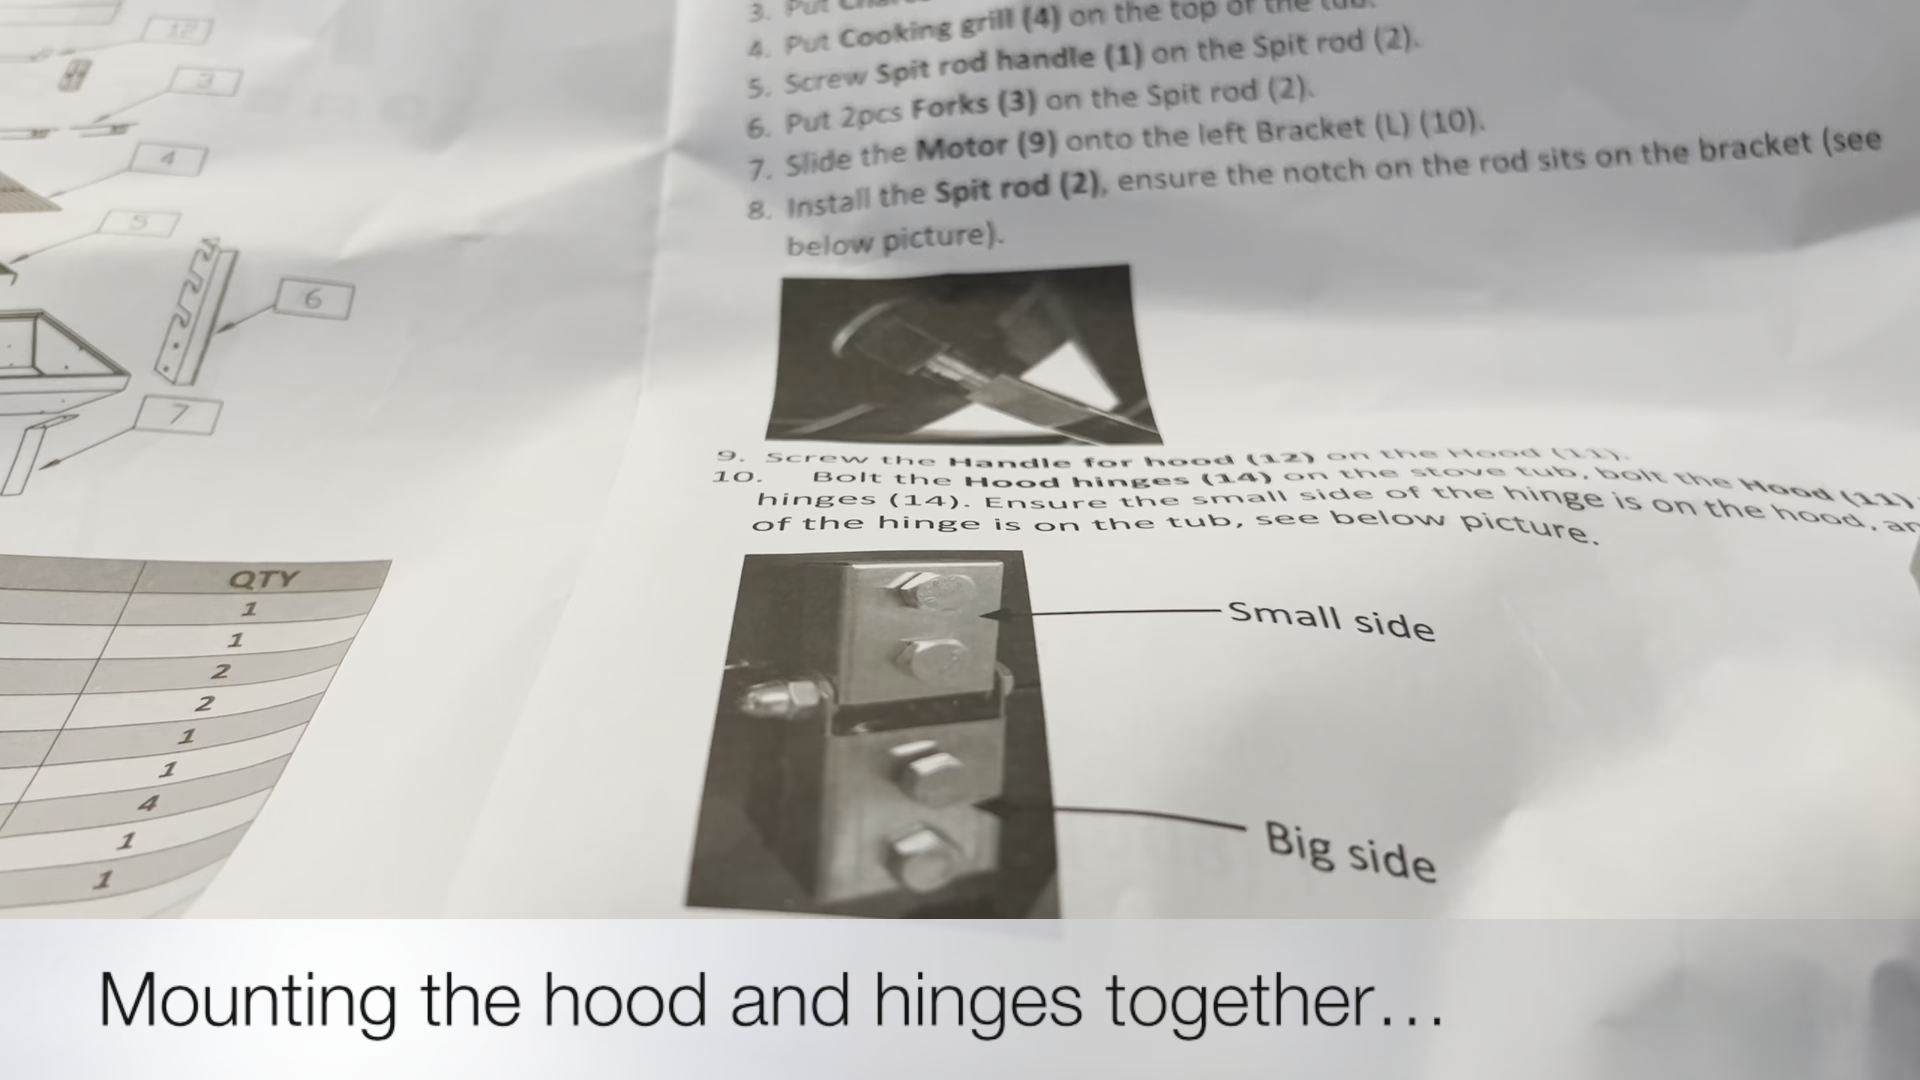 12
3
4
5
6
7
QTY
1
1
2
2
1
1
4
1
1
3. Put
4. Put Cooking grill (4) on the top of the tub.
5. Screw Spit rod handle (1) on the Spit rod (2).
6. Put 2pcs Forks (3) on the Spit rod (2).
7. Slide the Motor (9) onto the left Bracket (L) (10).
8. Install the Spit rod (2), ensure the notch on the rod sits on the bracket (see
below picture).
9. Screw the Handle for hood (12) on the Hood (11).
10. Bolt the Hood hinges (14) on the stove tub, bolt the Hood (11)
hinges (14). Ensure the small side of the hinge is on the hood,
of the hinge is on the tub, see below picture.
Small side
Big side
Mounting the hood and hinges together...